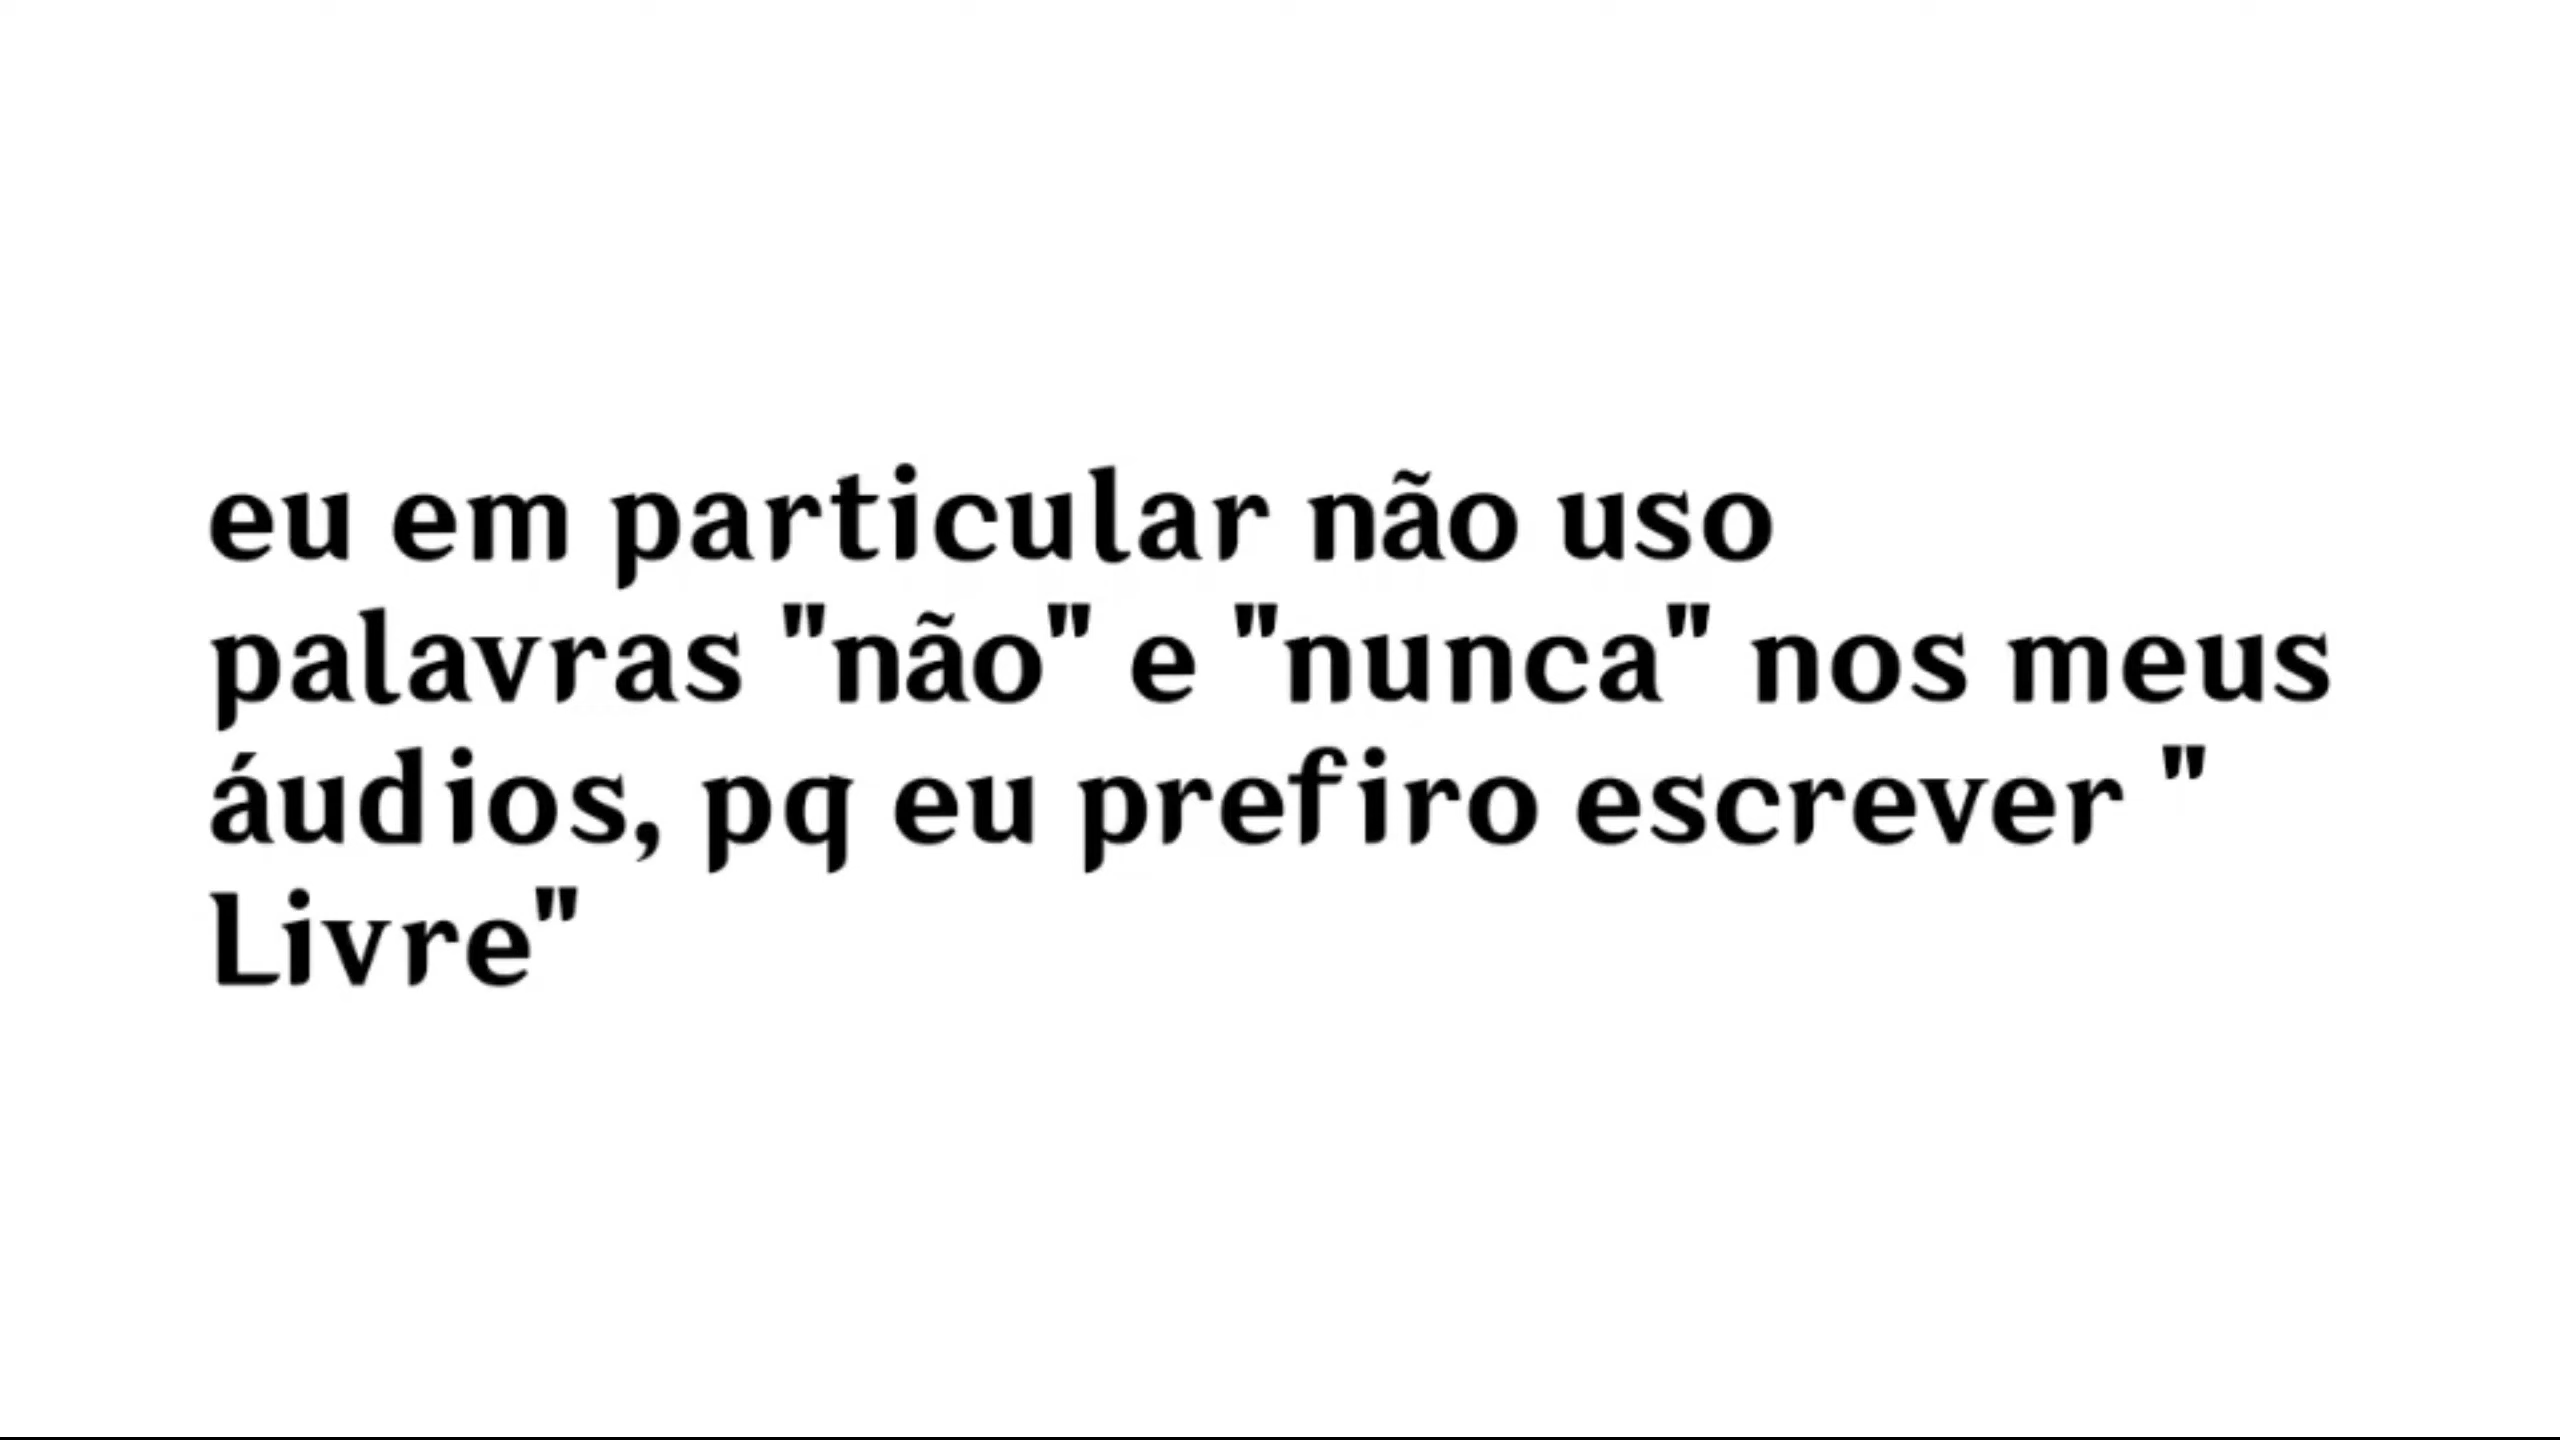 eu em particular não uso
palavras "não" e "nunca" nos meus
áudios, pq eu prefiro escrever "
Livre"